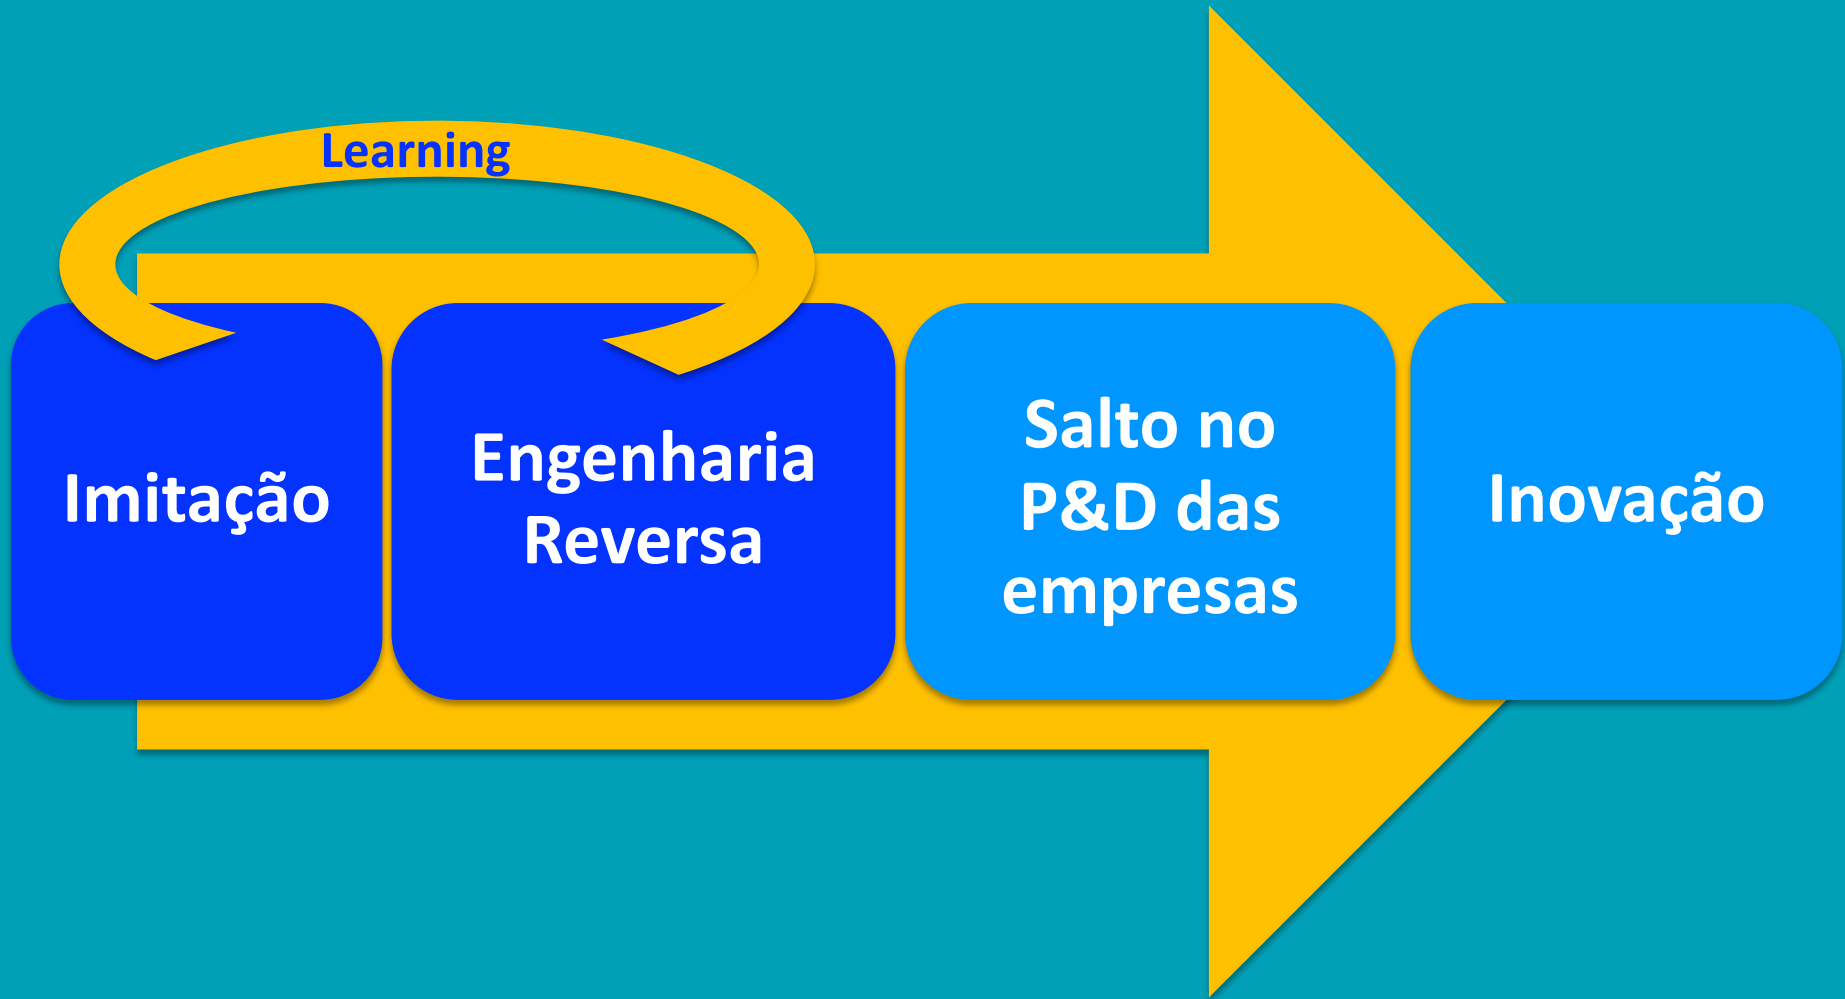 Learning
Imitação
Engenharia
Reversa
Salto no
P&D das
empresas
Inovação